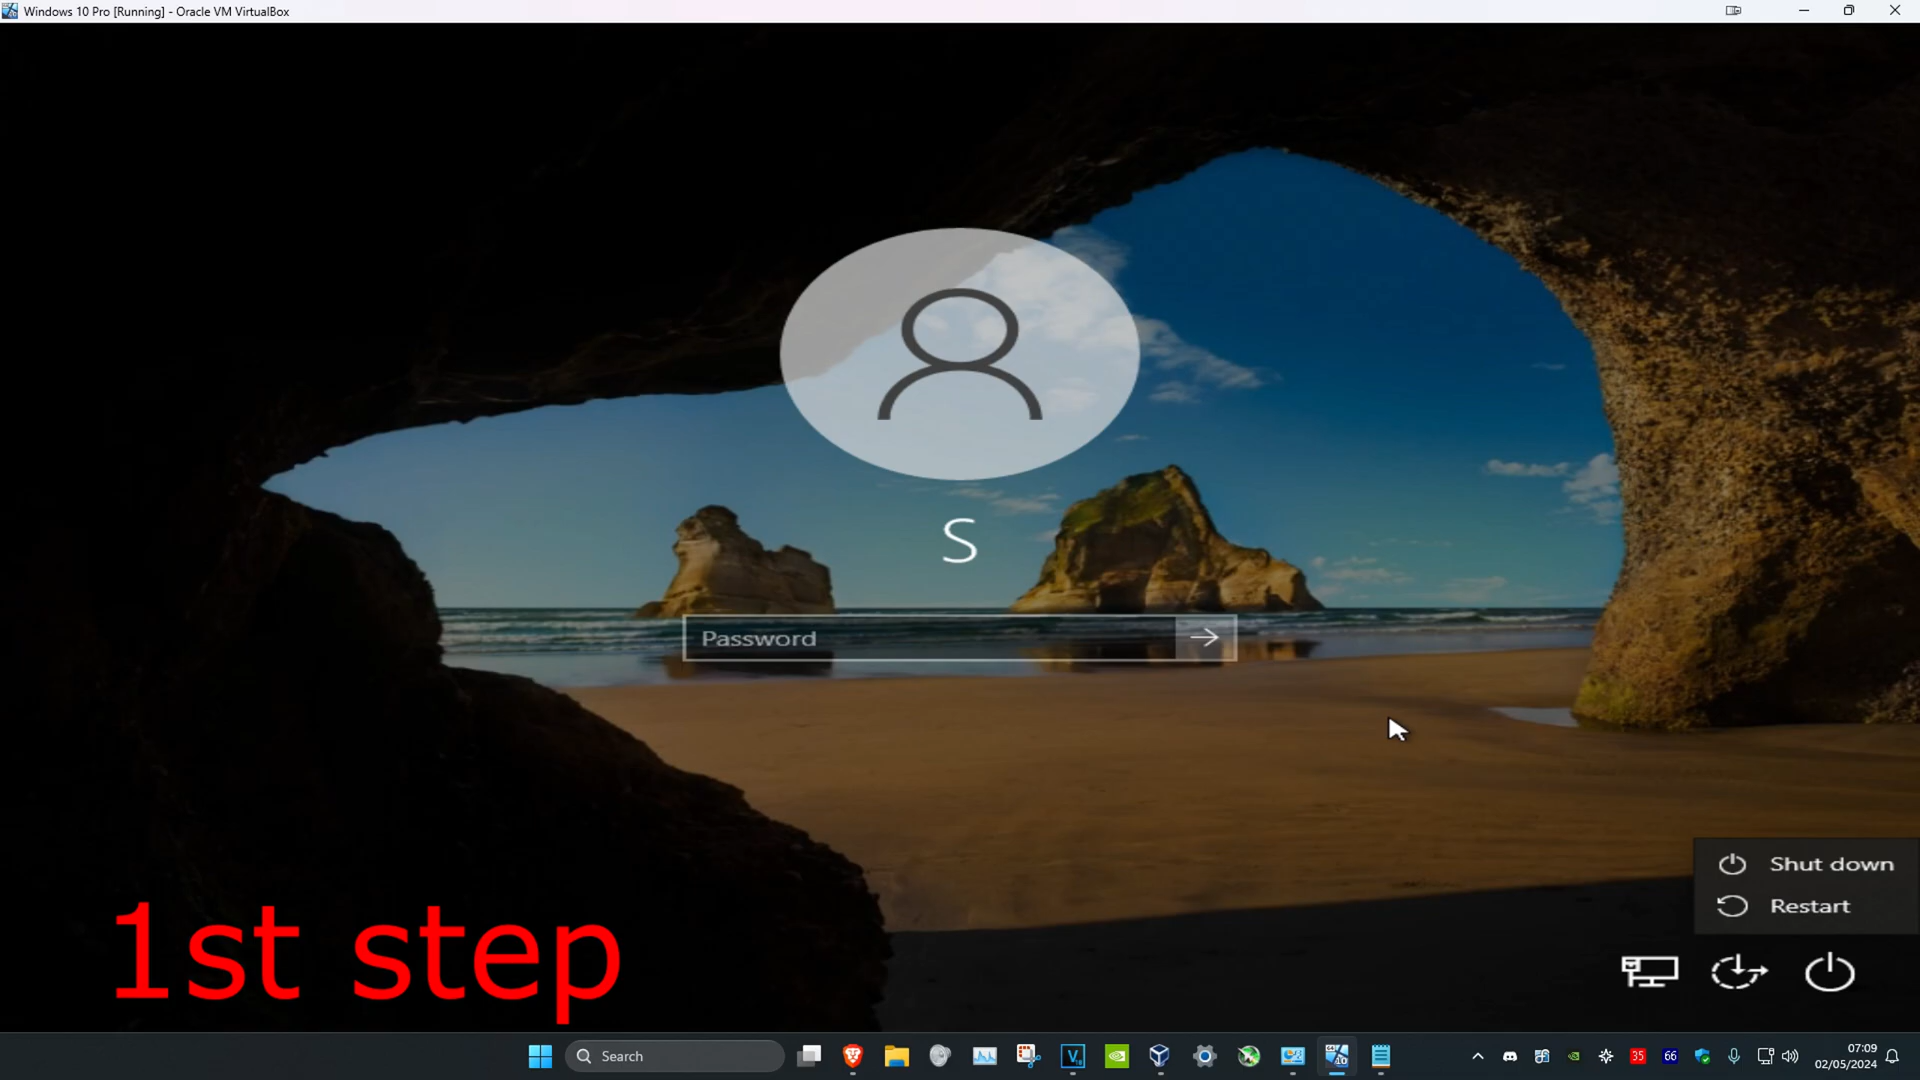 Windows 10 Pro [Running] - Oracle VM VirtualBox
S
Password
Shut down
Restart
1st step
Search
35
66
07:09
02/05/2024